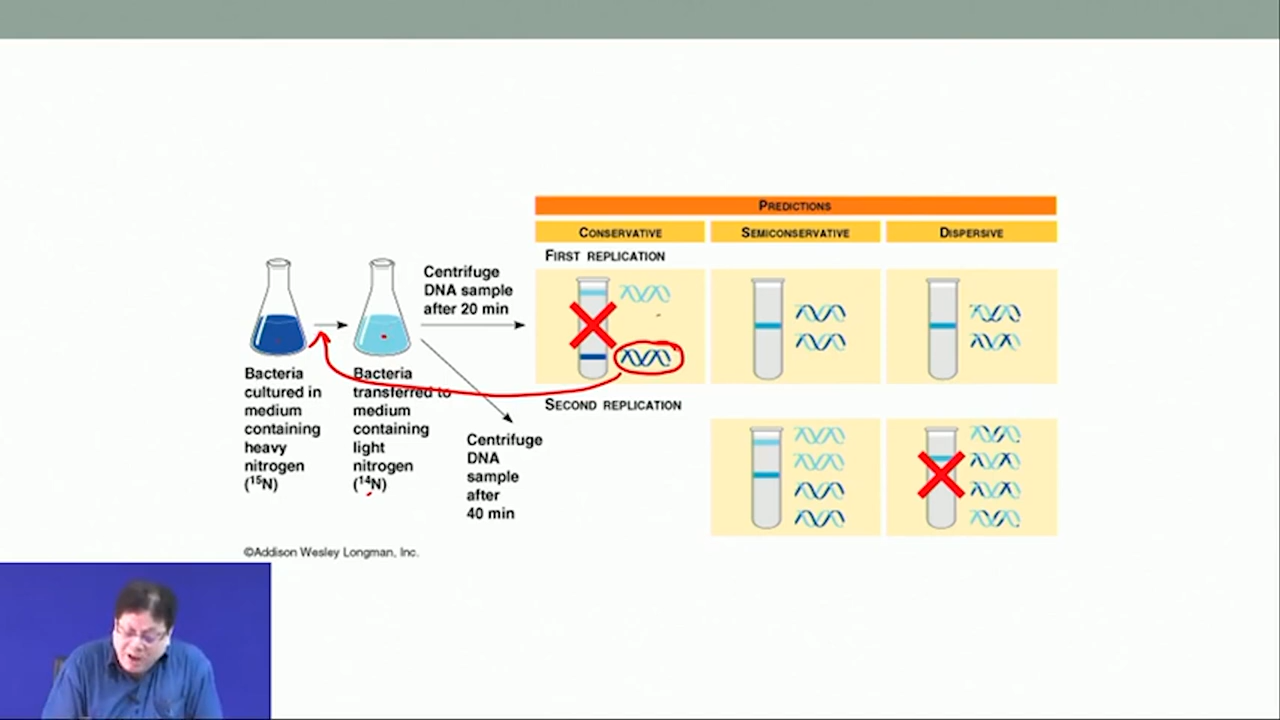 PREDICTIONS
CONSERVATIVE
SEMICONSERVATIVE
DISPERSIVE
FIRST REPLICATION
Centrifuge
DNA sample
after 20 min
Bacteria
cultured in
medium
containing
heavy
nitrogen
(¹⁵N)
Bacteria
transferred to
medium
containing
light
nitrogen
(¹⁴N)
SECOND REPLICATION
Centrifuge
DNA
sample
after
40 min
©Addison Wesley Longman, Inc.